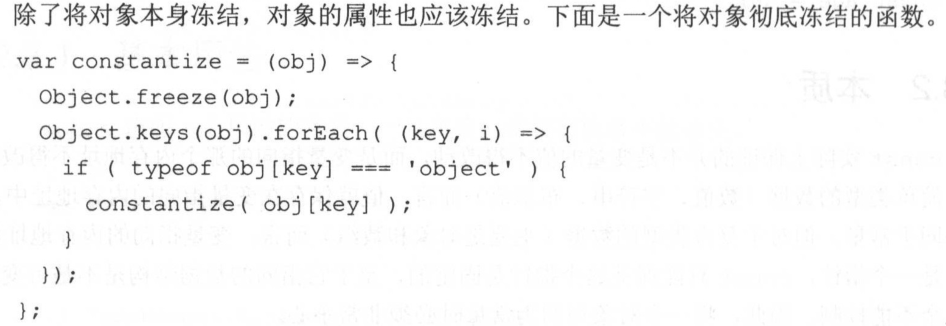 除了将对象本身冻结，对象的属性也应该冻结。下面是一个将对象彻底冻结的函数。
var constantize = (obj) => {
  Object.freeze(obj);
  Object.keys(obj).forEach( (key, i) => {
    if ( typeof obj[key] === 'object' ) {
      constantize( obj[key] );
    }
  });
};